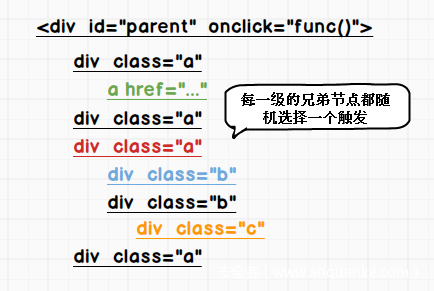 <div id="parent" onclick="func()">
div class="a"
a href="..."
div class="a"
每一级的兄弟节点都随
机选择一个触发
div class="a"
div class="b"
div class="b"
div class="c"
div class="a"